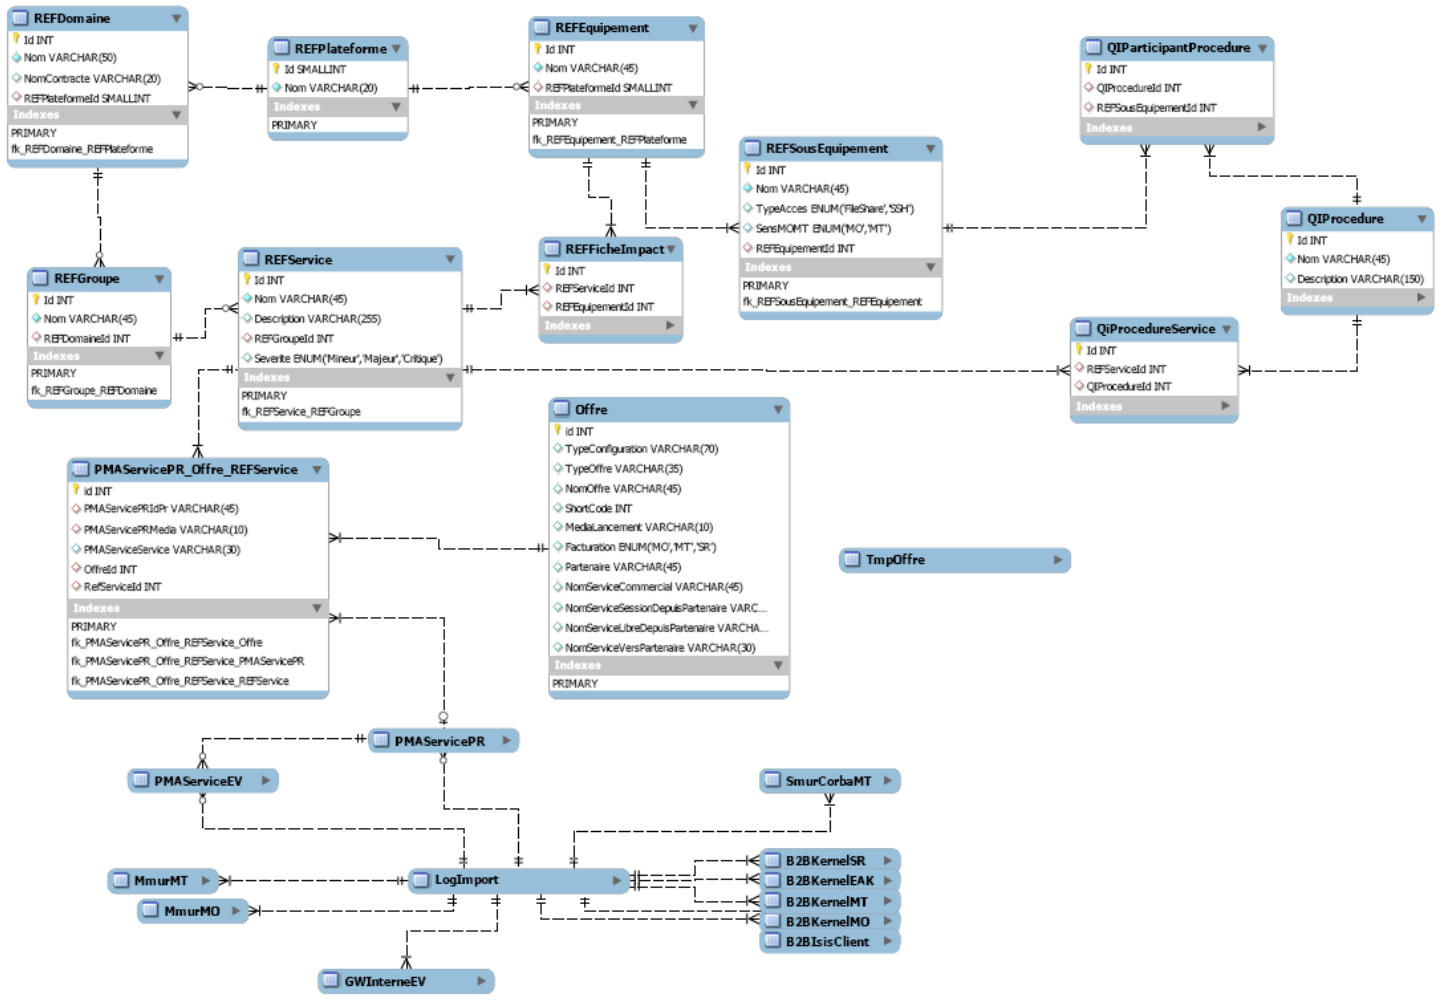 REFDomaine
Id INT
Nom VARCHAR(50)
NomContracte VARCHAR(20)
REFPlateformeId SMALLINT
Indexes
PRIMARY
fk_REFDomaine_REFPlateforme
REFPlateforme
Id SMALLINT
Nom VARCHAR(20)
Indexes
PRIMARY
REFEquipement
Id INT
Nom VARCHAR(45)
REFPlateformeId SMALLINT
Indexes
PRIMARY
fk_REFEquipement_REFPlateforme
REFSousEquipement
Id INT
Nom VARCHAR(45)
TypeAcces ENUM('FileShare','SSH')
SensMOMT ENUM('MO','MT')
REFEquipementId INT
Indexes
PRIMARY
fk_REFSousEquipement_REFEquipement
QIParticipantProcedure
Id INT
QIProcedureId INT
REFSousEquipementId INT
Indexes
QIProcedure
Id INT
Nom VARCHAR(45)
Description VARCHAR(150)
Indexes
REFGroupe
Id INT
Nom VARCHAR(45)
REFDomaineId INT
Indexes
PRIMARY
fk_REFGroupe_REFDomaine
REFService
Id INT
Nom VARCHAR(45)
Description VARCHAR(255)
REFGroupeId INT
Severite ENUM('Mineur','Majeur','Critique')
Indexes
PRIMARY
fk_REFService_REFGroupe
REFFicheImpact
Id INT
REFServiceId INT
REFEquipementId INT
Indexes
QiProcedureService
Id INT
REFServiceId INT
QIProcedureId INT
Indexes
PMAServicePR_Offre_REFService
id INT
PMAServicePRIdPr VARCHAR(45)
PMAServicePRMedia VARCHAR(10)
PMAServiceService VARCHAR(30)
OffreId INT
RefServiceId INT
Indexes
PRIMARY
fk_PMAServicePR_Offre_REFService_Offre
fk_PMAServicePR_Offre_REFService_PMAServicePR
fk_PMAServicePR_Offre_REFService_REFService
Offre
id INT
TypeConfiguration VARCHAR(70)
TypeOffre VARCHAR(35)
NomOffre VARCHAR(45)
ShortCode INT
MediaLancement VARCHAR(10)
Facturation ENUM('MO','MT','SR')
Partenaire VARCHAR(45)
NomServiceCommercial VARCHAR(45)
NomServiceSessionDepuisPartenaire VARC...
NomServiceLibreDepuisPartenaire VARCHA...
NomServiceVersPartenaire VARCHAR(30)
Indexes
PRIMARY
TmpOffre
PMAServicePR
PMAServiceEV
SmurCorbaMT
MmurMT
MmurMO
LogImport
B2BKernelSR
B2BKernelEAK
B2BKernelMT
B2BKernelMO
B2BIsisClient
GWInterneEV